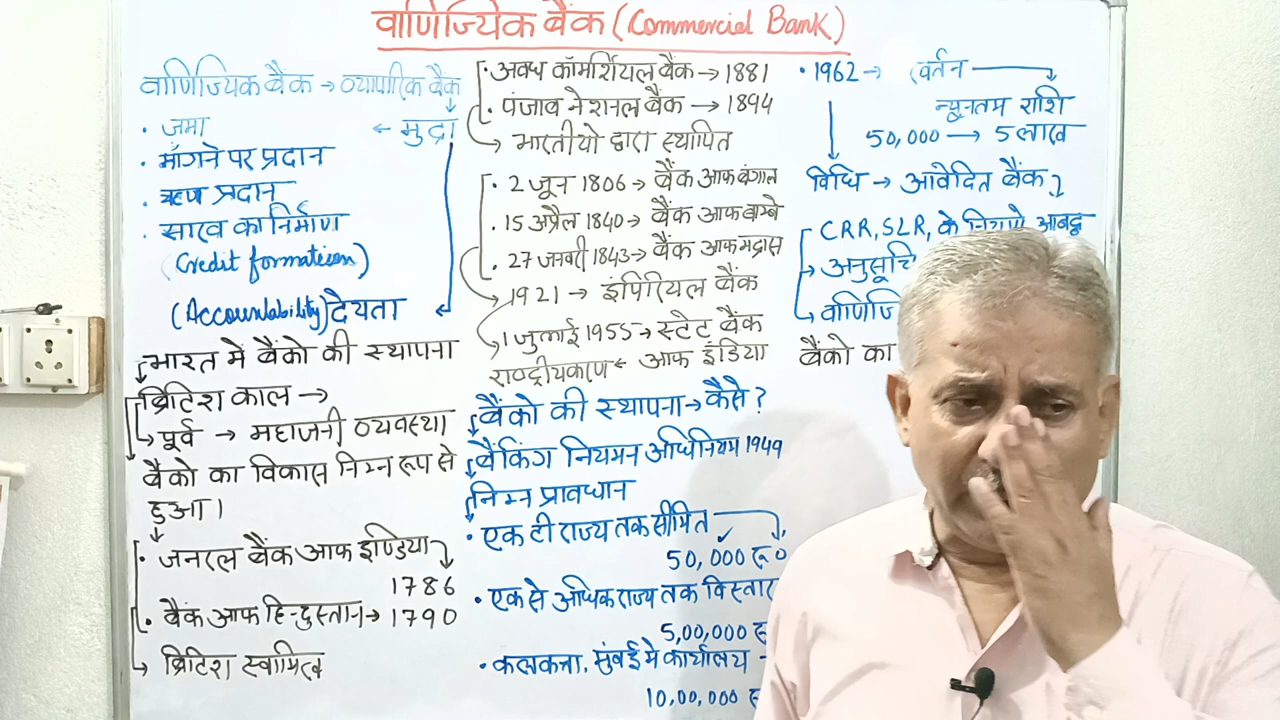 वाणिज्यिक बैंक (Commercial Bank)
वाणिज्यिक बैंक → व्यापारिक बैंक
• जमा ← मुद्रा
• माँगने पर प्रदान
• ऋण प्रदान
• साख का निर्माण
(Credit formation)
(Accountability) देयता
भारत मे बैंको की स्थापना
ब्रिटिश काल →
पूर्व → महाजनी व्यवस्था
बैंको का विकास निम्न रूप से
हुआ।
• जनरल बैंक आफ इण्डिया
1786
• बैंक आफ हिन्दुस्तान → 1790
→ ब्रिटिश स्वामित्व
• अवध कॉमर्शियल बैंक → 1881
• पंजाब नेशनल बैंक → 1894
→ भारतीयो द्वारा स्थापित
• 2 जून 1806 → बैंक आफ बंगाल
• 15 अप्रैल 1840 → बैंक आफ बाम्बे
• 27 जनवरी 1843 → बैंक आफ मद्रास
→ 1921 → इंपिरियल बैंक
1 जुलाई 1955 → स्टेट बैंक
राष्ट्रीयकरण ← आफ इंडिया
बैंको की स्थापना → कैसे ?
बैंकिंग नियमन अधिनियम 1949
निम्न प्रावधान
• एक ही राज्य तक सीमित
50,000 रू०
• एक से अधिक राज्य तक विस्तार
5,00,000
• कलकत्ता, मुंबई मे कार्यालय -
10,00,000
• 1962 →
न्यूनतम राशि
50,000 → 5 लाख
विधि → आवेदित बैंक
CRR, SLR, के आबद्ध
बैंको का